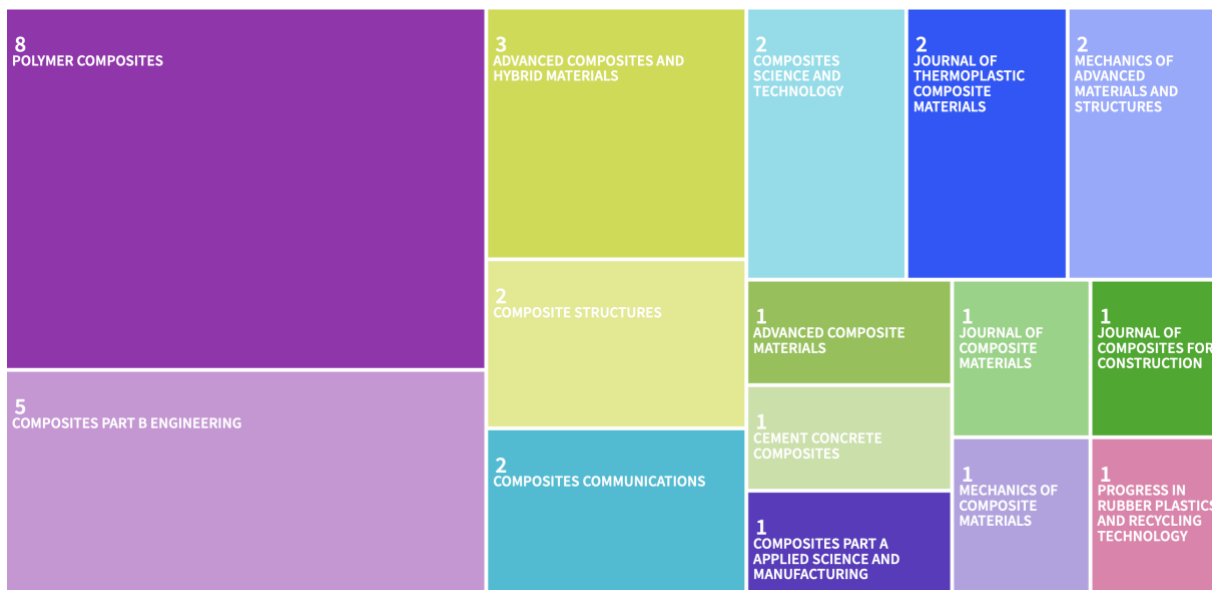 8
POLYMER COMPOSITES
5
COMPOSITES PART B ENGINEERING
3
ADVANCED COMPOSITES AND
HYBRID MATERIALS
2
COMPOSITE STRUCTURES
2
COMPOSITES COMMUNICATIONS
2
COMPOSITES
SCIENCE AND
TECHNOLOGY
2
JOURNAL OF
THERMOPLASTIC
COMPOSITE
MATERIALS
2
MECHANICS OF
ADVANCED
MATERIALS AND
STRUCTURES
1
ADVANCED COMPOSITE
MATERIALS
1
CEMENT CONCRETE
COMPOSITES
1
COMPOSITES PART A
APPLIED SCIENCE AND
MANUFACTURING
1
JOURNAL OF
COMPOSITE
MATERIALS
1
JOURNAL OF
COMPOSITES FOR
CONSTRUCTION
1
MECHANICS OF
COMPOSITE
MATERIALS
1
PROGRESS IN
RUBBER PLASTICS
AND RECYCLING
TECHNOLOGY